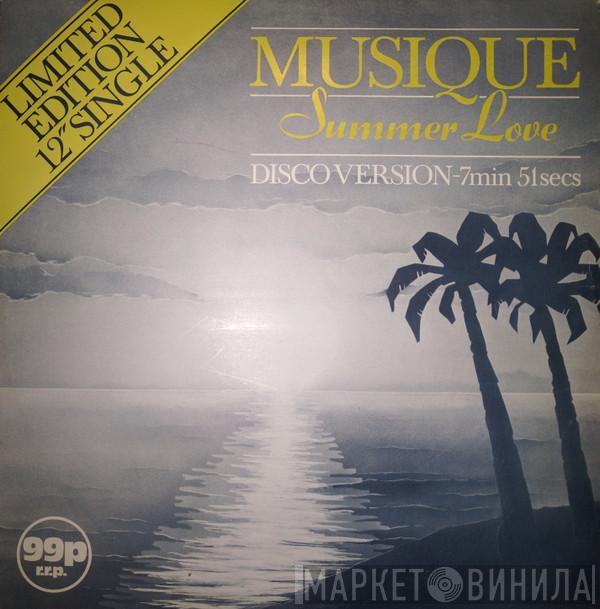 LIMITED
EDITION
12" SINGLE
MUSIQUE
Summer Love
DISCO VERSION-7min 51secs
99p
r.r.p.
МАРКЕТ ВИНИЛА